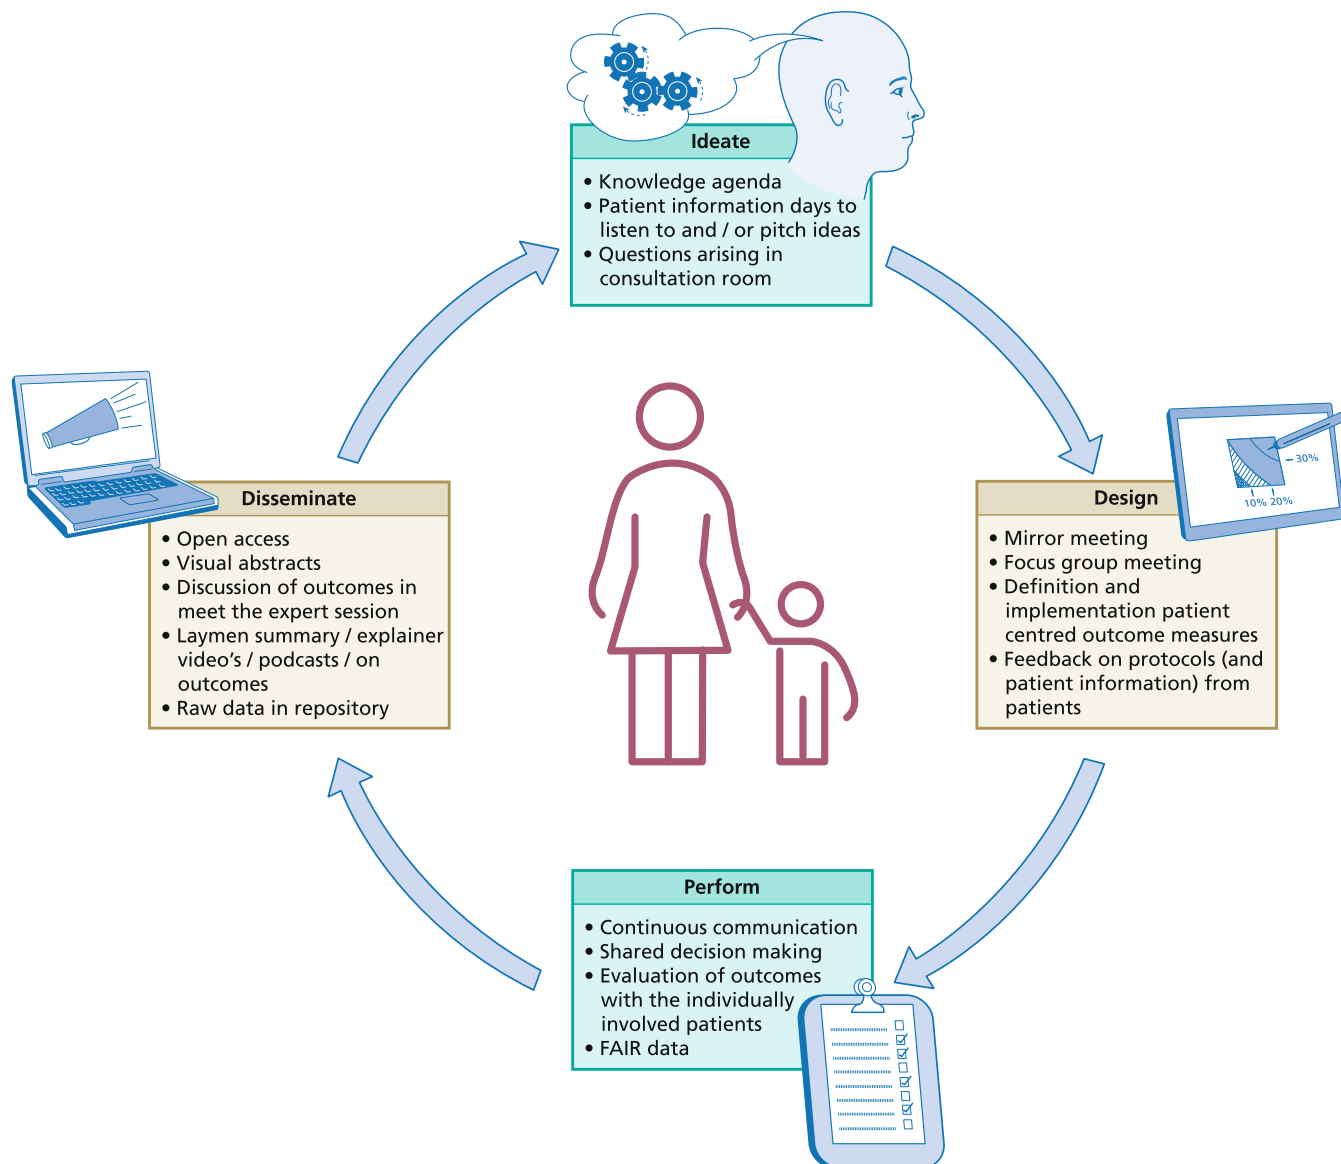 Ideate
• Knowledge agenda
• Patient information days to
listen to and / or pitch ideas
• Questions arising in
consultation room
Design
30%
10% 20%
• Mirror meeting
• Focus group meeting
• Definition and
implementation patient
centred outcome measures
• Feedback on protocols (and
patient information) from
patients
Perform
• Continuous communication
• Shared decision making
• Evaluation of outcomes
with the individually
involved patients
• FAIR data
Disseminate
• Open access
• Visual abstracts
• Discussion of outcomes in
meet the expert session
• Laymen summary / explainer
video's / podcasts / on
outcomes
• Raw data in repository